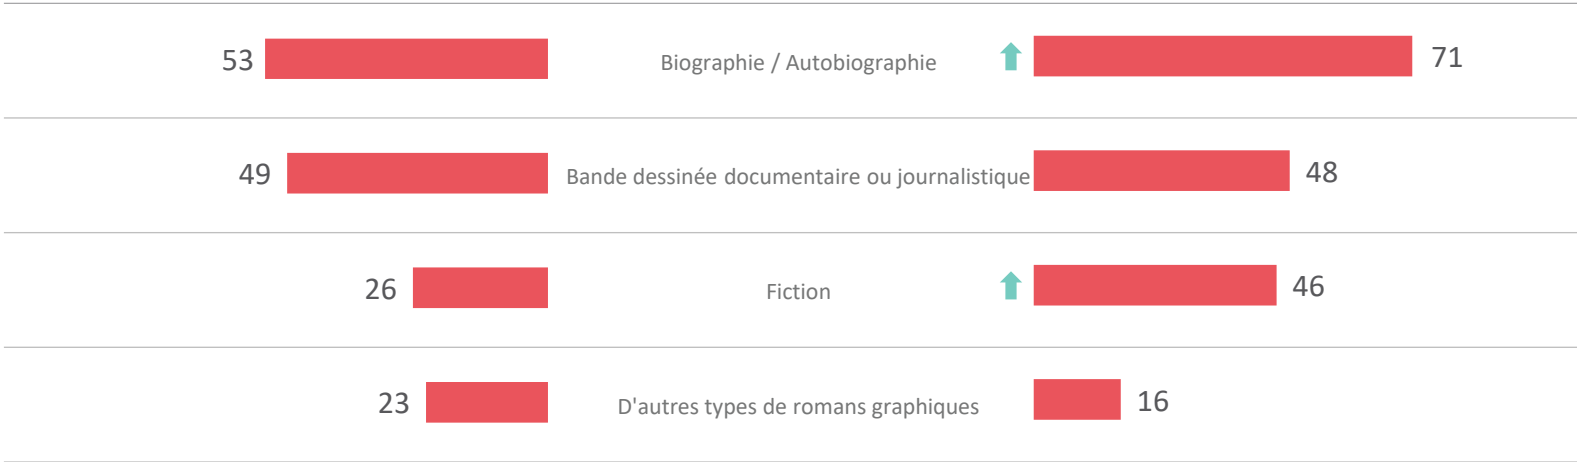 53 Biographie / Autobiographie 71
49 Bande dessinée documentaire ou journalistique 48
26 Fiction 46
23 D'autres types de romans graphiques 16